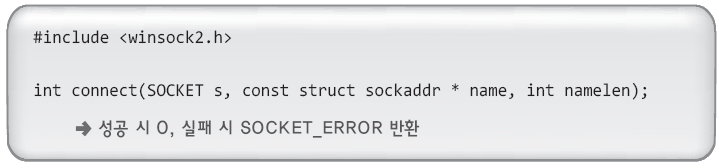 #include <winsock2.h>
int connect(SOCKET s, const struct sockaddr * name, int namelen);
➔ 성공 시 0, 실패 시 SOCKET_ERROR 반환